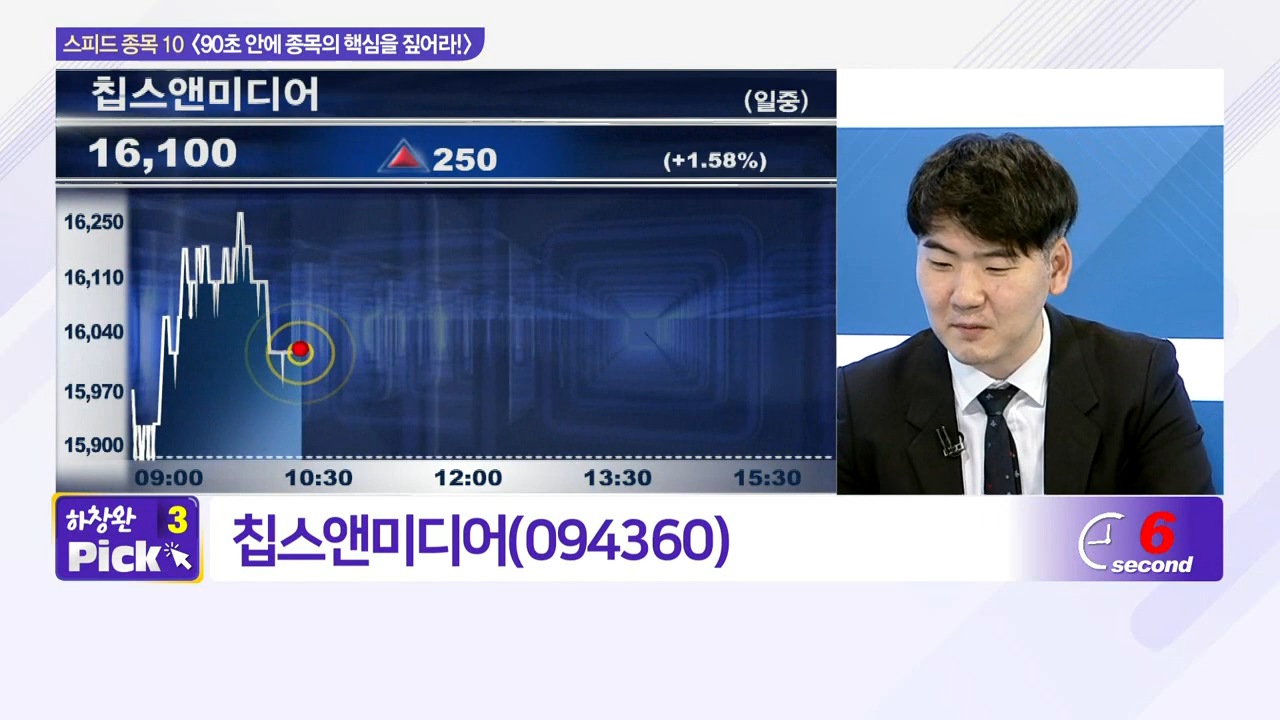 스피드 종목 10 〈90초 안에 종목의 핵심을 짚어라!〉
칩스앤미디어
(일중)
16,100
250
(+1.58%)
16,250
16,110
16,040
15,970
15,900
09:00 10:30 12:00 13:30 15:30
하창완 3
Pick
칩스앤미디어(094360)
6
second